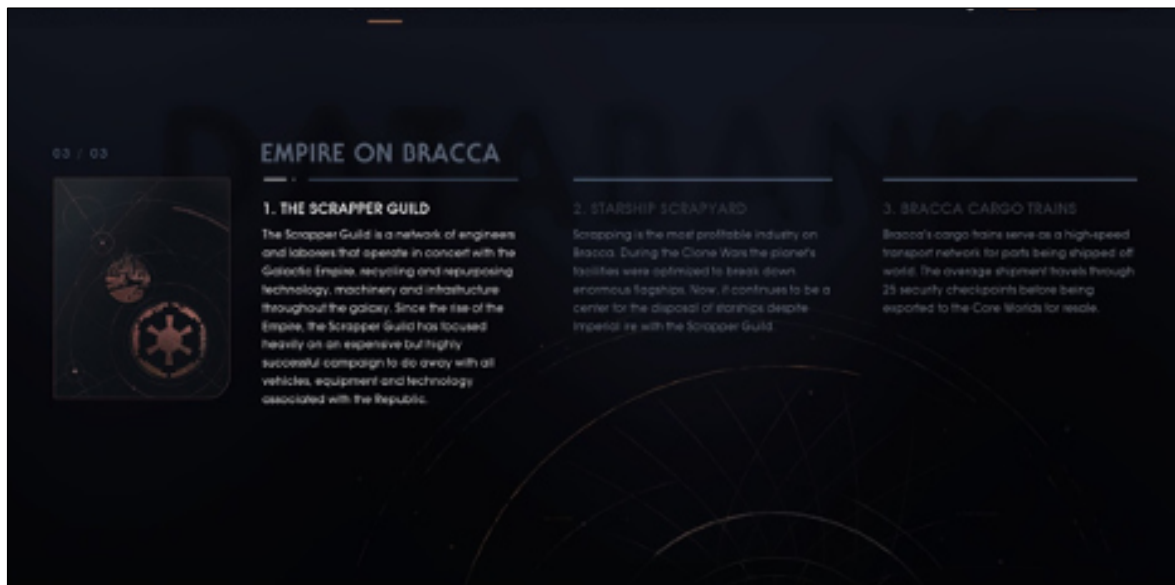 DATABANK
03 / 03
EMPIRE ON BRACCA
1. THE SCRAPPER GUILD
The Scrapper Guild is a network of engineers
and laborers that operate in concert with the
Galactic Empire, recycling and repurposing
technology, machinery and infrastructure
throughout the galaxy. Since the rise of the
Empire, the Scrapper Guild has focused
heavily on an expensive but highly
successful campaign to do away with all
vehicles, equipment and technology
associated with the Republic.
2. STARSHIP SCRAPYARD
Scrapping is the most profitable industry on
Bracca. During the Clone Wars the planet's
facilities were optimized to break down
enormous flagships. Now, it continues to be a
center for the disposal of starships despite
Imperial ire with the Scrapper Guild.
3. BRACCA CARGO TRAINS
Bracca's cargo trains serve as a high-speed
transport network for parts being shipped off
world. The average shipment travels through
25 security checkpoints before being
exported to the Core Worlds for resale.